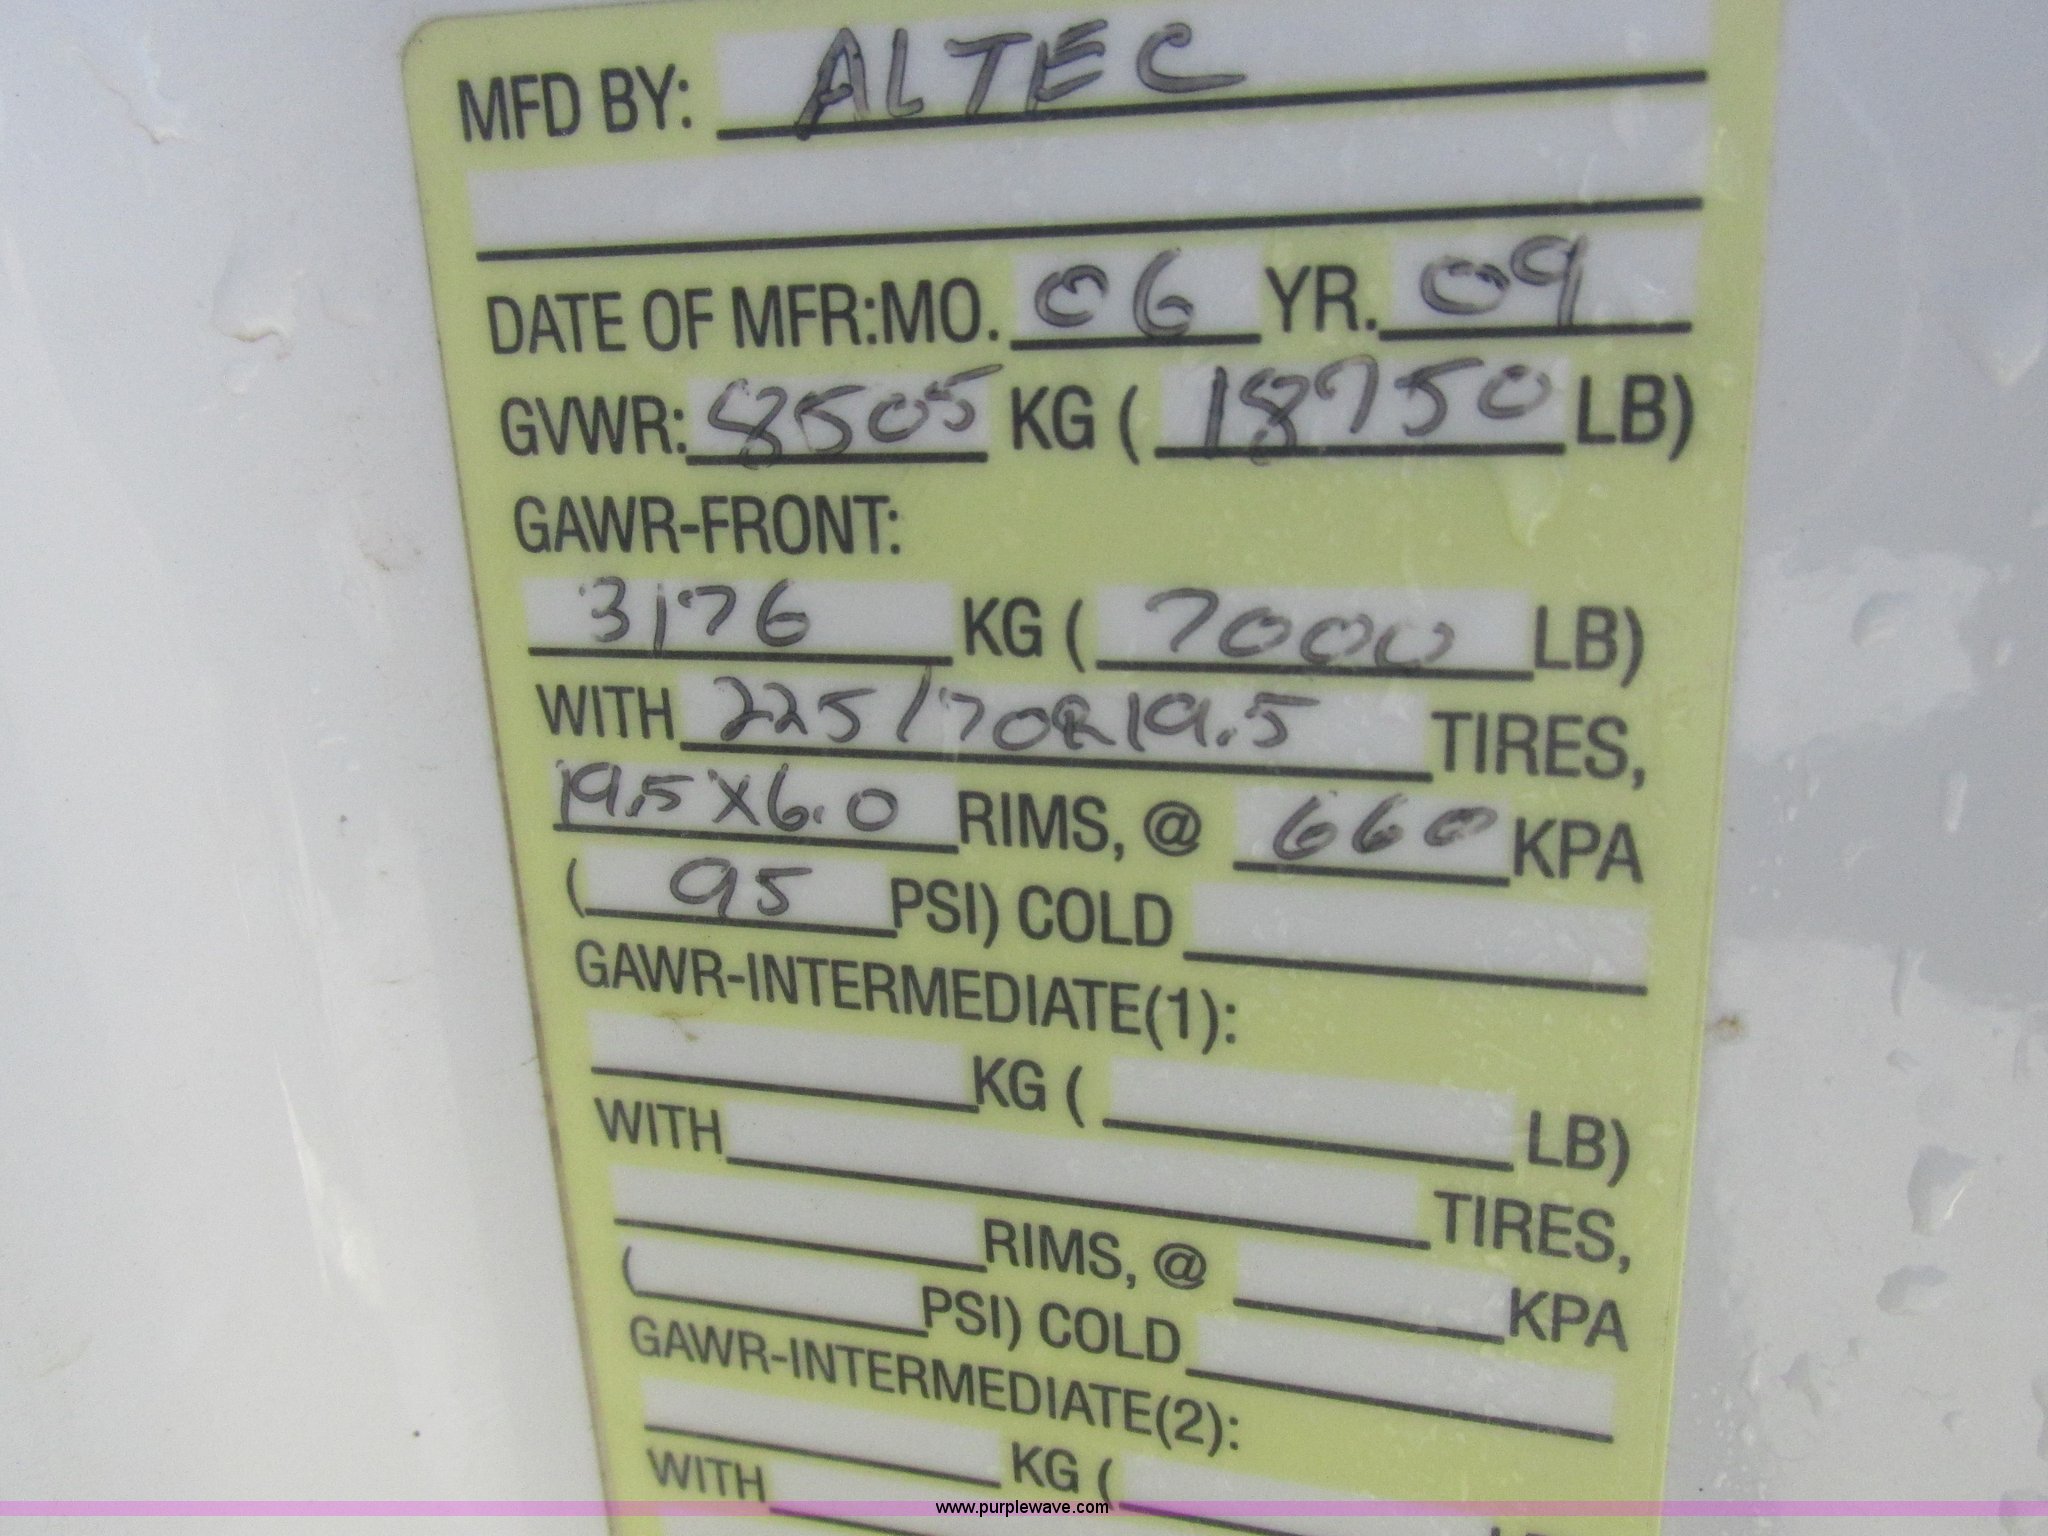 MFD BY: ALTEC
DATE OF MFR:MO. 06 YR. 09
GVWR: 8505 KG ( 18750 LB)
GAWR-FRONT:
3176 KG ( 7000 LB)
WITH 225/70R19.5 TIRES,
19.5X6.0 RIMS, @ 660 KPA
( 95 PSI) COLD
GAWR-INTERMEDIATE(1):
KG ( LB)
WITH TIRES,
RIMS, @ KPA
( PSI) COLD
GAWR-INTERMEDIATE(2):
KG ( LB
WITH
www.purplewave.com